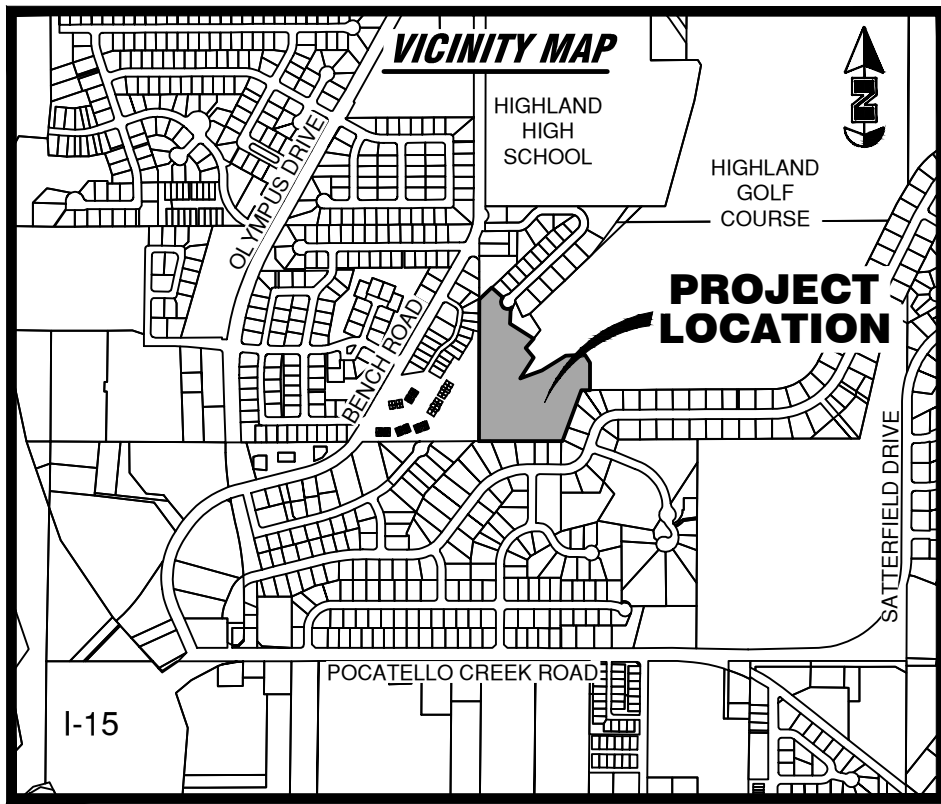 VICINITY MAP
N
HIGHLAND
HIGH
SCHOOL
HIGHLAND
GOLF
COURSE
OLYMPUS DRIVE
PROJECT
LOCATION
BENCH ROAD
SATTERFIELD DRIVE
POCATELLO CREEK ROAD
I-15